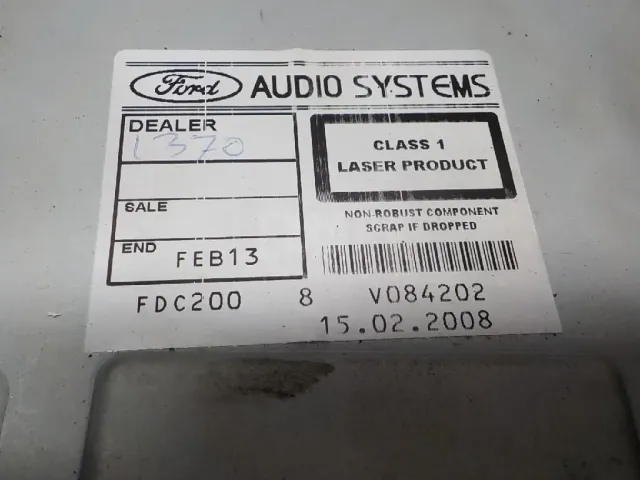 Ford AUDIO SYSTEMS
DEALER
1370
SALE
END FEB13
CLASS 1
LASER PRODUCT
NON-ROBUST COMPONENT
SCRAP IF DROPPED
FDC200 8 V084202
15.02.2008